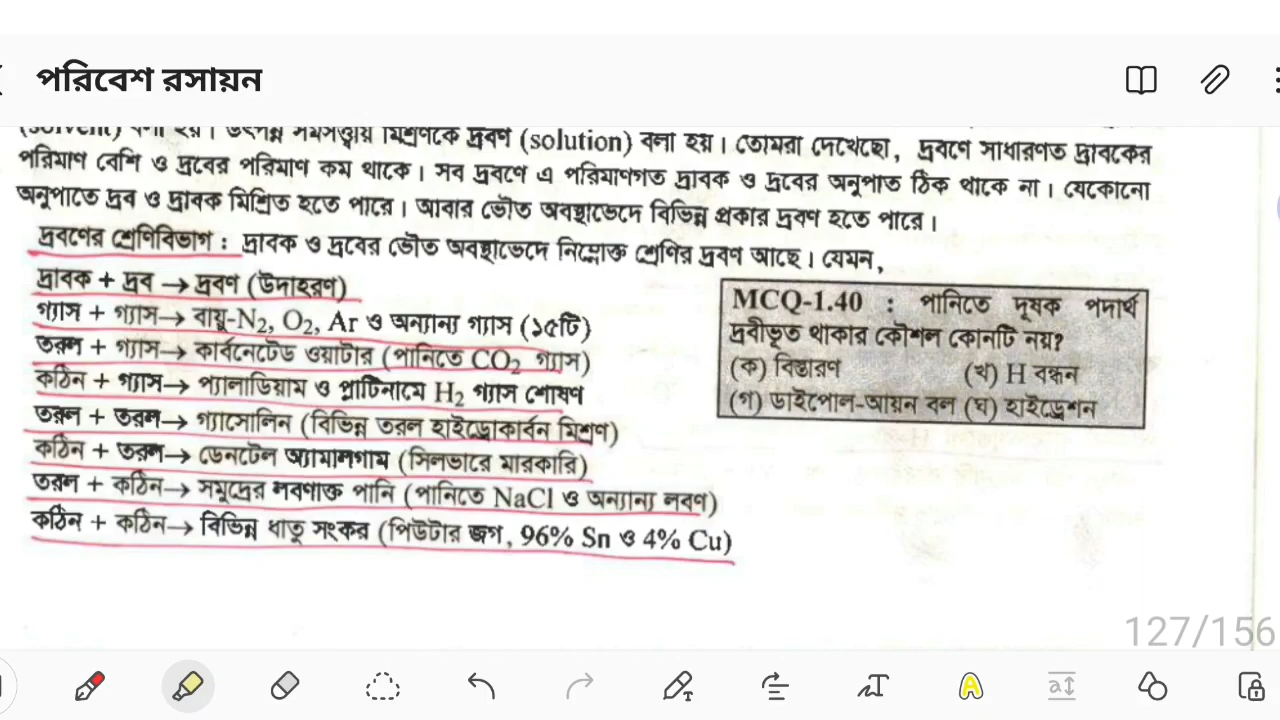 পরিবেশ রসায়ন
(solvent) বলা হয়। উৎপন্ন সমসত্ত্বীয় মিশ্রণকে দ্রবণ (solution) বলা হয়। তোমরা দেখেছো, দ্রবণে সাধারণত দ্রাবকের
পরিমাণ বেশি ও দ্রবের পরিমাণ কম থাকে। সব দ্রবণে এ পরিমাণগত দ্রাবক ও দ্রবের অনুপাত ঠিক থাকে না। যেকোনো
অনুপাতে দ্রব ও দ্রাবক মিশ্রিত হতে পারে। আবার ভৌত অবস্থাভেদে বিভিন্ন প্রকার দ্রবণ হতে পারে।
দ্রবণের শ্রেণিবিভাগ : দ্রাবক ও দ্রবের ভৌত অবস্থাভেদে নিম্নোক্ত শ্রেণির দ্রবণ আছে। যেমন,
দ্রাবক + দ্রব → দ্রবণ (উদাহরণ)
গ্যাস + গ্যাস→ বায়ু-N₂, O₂, Ar ও অন্যান্য গ্যাস (১৫টি)
তরল + গ্যাস→ কার্বনেটেড ওয়াটার (পানিতে CO₂ গ্যাস)
কঠিন + গ্যাস→ প্যালাডিয়াম ও প্লাটিনামে H₂ গ্যাস শোষণ
তরল + তরল→ গ্যাসোলিন (বিভিন্ন তরল হাইড্রোকার্বন মিশ্রণ)
কঠিন + তরল→ ডেনটেল অ্যামালগাম (সিলভারে মারকারি)
তরল + কঠিন→ সমুদ্রের লবণাক্ত পানি (পানিতে NaCl ও অন্যান্য লবণ)
কঠিন + কঠিন→ বিভিন্ন ধাতু সংকর (পিউটার জগ, 96% Sn ও 4% Cu)
MCQ-1.40 : পানিতে দূষক পদার্থ
দ্রবীভূত থাকার কৌশল কোনটি নয়?
(ক) বিস্তারণ (খ) H বন্ধন
(গ) ডাইপোল-আয়ন বল (ঘ) হাইড্রেশন
127/156